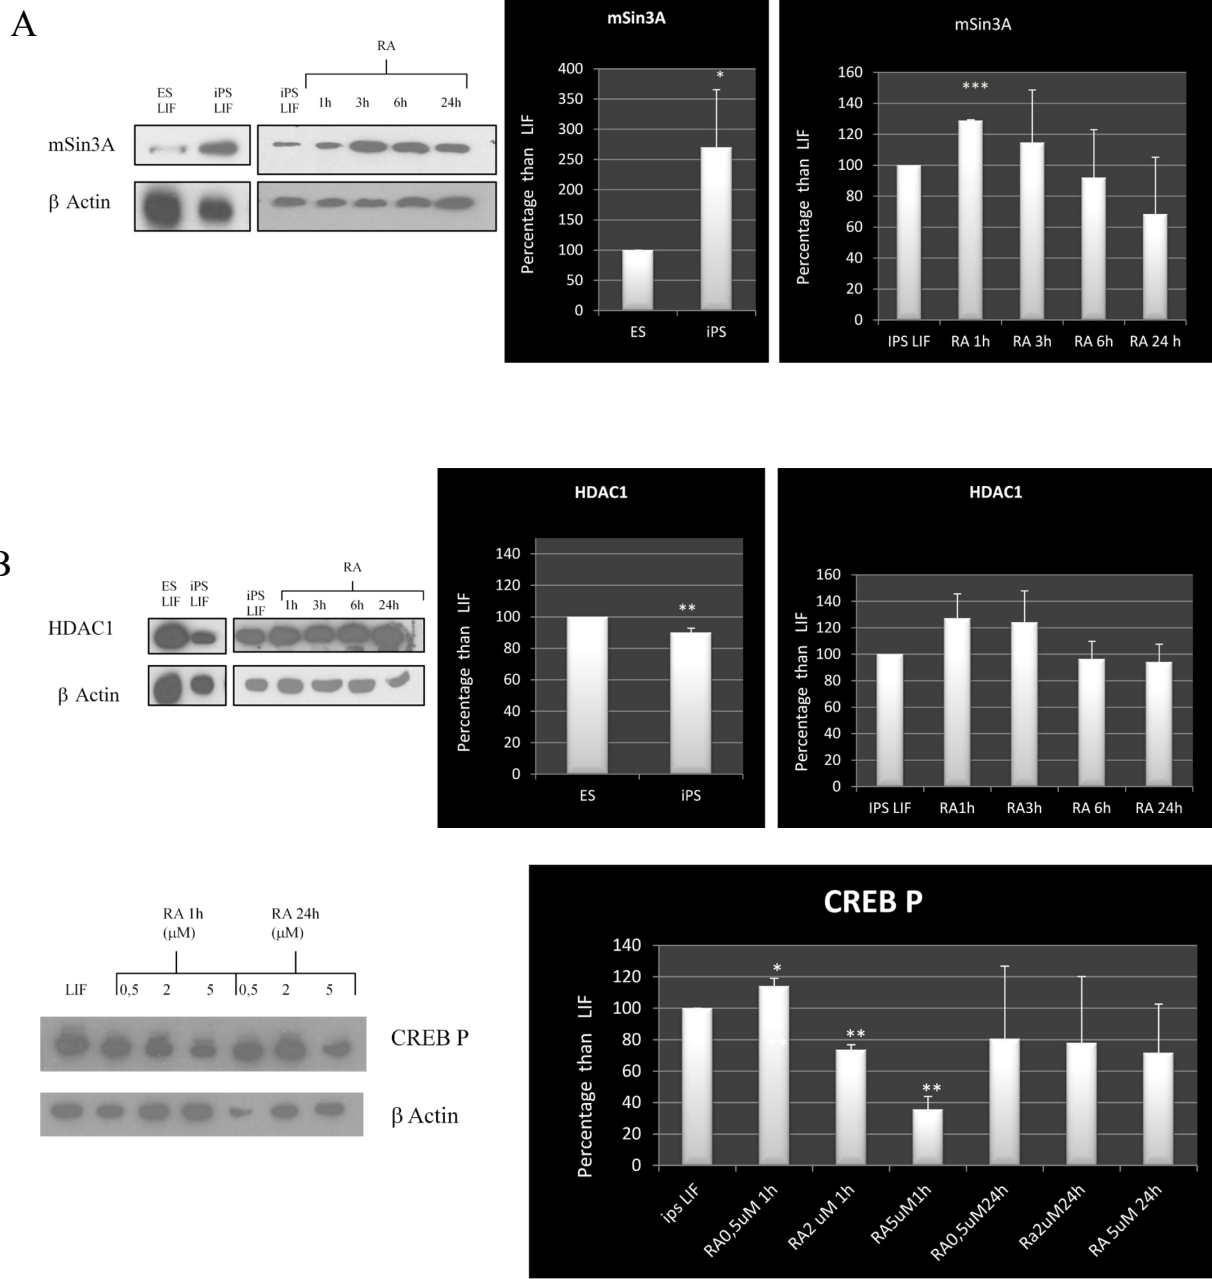 A
RA
ES
LIF
iPS
LIF
iPS
LIF
1h 3h 6h 24h
mSin3A
β Actin
mSin3A
Percentage than LIF
400
350
300
250
200
150
100
50
0
*
ES iPS
mSin3A
Percentage than LIF
160
140
120
100
80
60
40
20
0
***
IPS LIF RA 1h RA 3h RA 6h RA 24 h
B
RA
ES
LIF
iPS
LIF
iPS
LIF
1h 3h 6h 24h
HDAC1
β Actin
HDAC1
Percentage than LIF
140
120
100
80
60
40
20
0
**
ES iPS
HDAC1
Percentage than LIF
160
140
120
100
80
60
40
20
0
IPS LIF RA1h RA3h RA 6h RA 24h
RA 1h
(μM)
RA 24h
(μM)
LIF 0,5 2 5 0,5 2 5
CREB P
β Actin
CREB P
Percentage than LIF
140
120
100
80
60
40
20
0
*
**
**
ips LIF
RA0,5uM 1h
RA2 uM 1h
RA5uM1h
RA0,5uM24h
Ra2uM24h
RA 5uM 24h